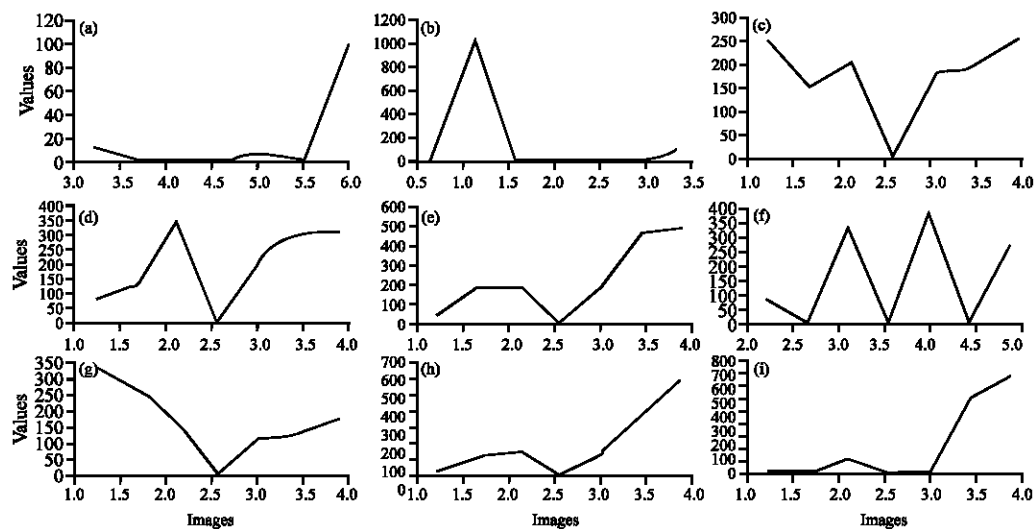 (a)
120
100
80
60
40
20
0
Values
3.0 3.5 2.0 4.5 5.0 5.5 6.0
(b)
1200
1000
800
600
400
200
0
0.5 1.0 1.5 2.0 2.5 3.0 3.5
(c)
300
250
200
150
100
50
0
1.0 1.5 2.0 2.5 3.0 3.5 4.0
(d)
400
350
300
250
200
150
100
50
0
Values
1.0 1.5 2.0 2.5 3.0 3.5 4.0
(e)
600
500
400
300
200
100
0
1.0 1.5 2.0 2.5 3.0 3.5 4.0
(f)
400
350
300
250
200
150
100
50
0
2.0 2.5 3.0 3.5 4.0 4.5 5.0
(g)
350
300
250
200
150
100
50
0
Values
1.0 1.5 2.0 2.5 3.0 3.5 4.0
Images
(h)
700
600
500
400
300
200
100
0
1.0 1.5 2.0 2.5 3.0 3.5 4.0
Images
(i)
800
700
600
500
400
300
200
100
0
1.0 1.5 2.0 2.5 3.0 3.5 4.0
Images